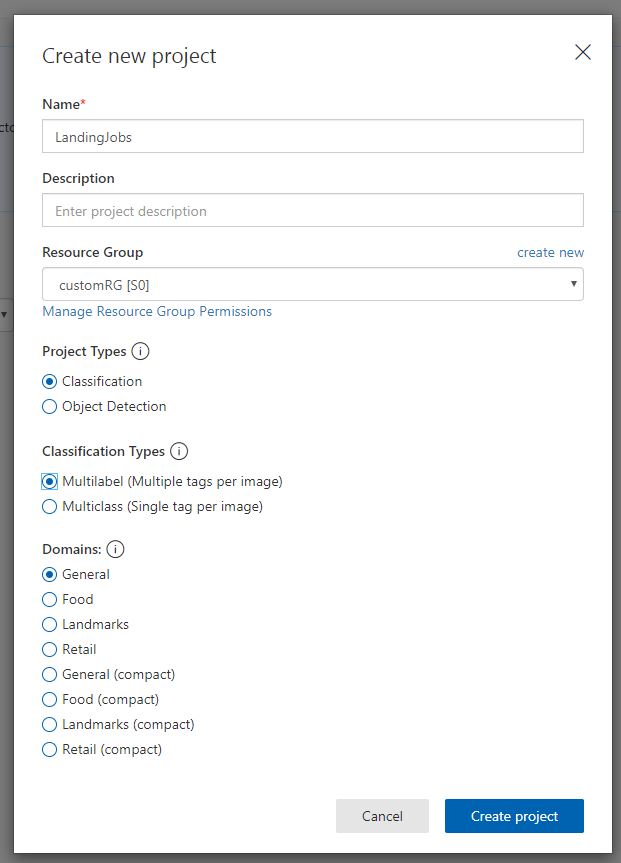 Create new project
Name*
LandingJobs
Description
Enter project description
Resource Group create new
customRG [S0]
Manage Resource Group Permissions
Project Types
Classification
Object Detection
Classification Types
Multilabel (Multiple tags per image)
Multiclass (Single tag per image)
Domains:
General
Food
Landmarks
Retail
General (compact)
Food (compact)
Landmarks (compact)
Retail (compact)
Cancel Create project